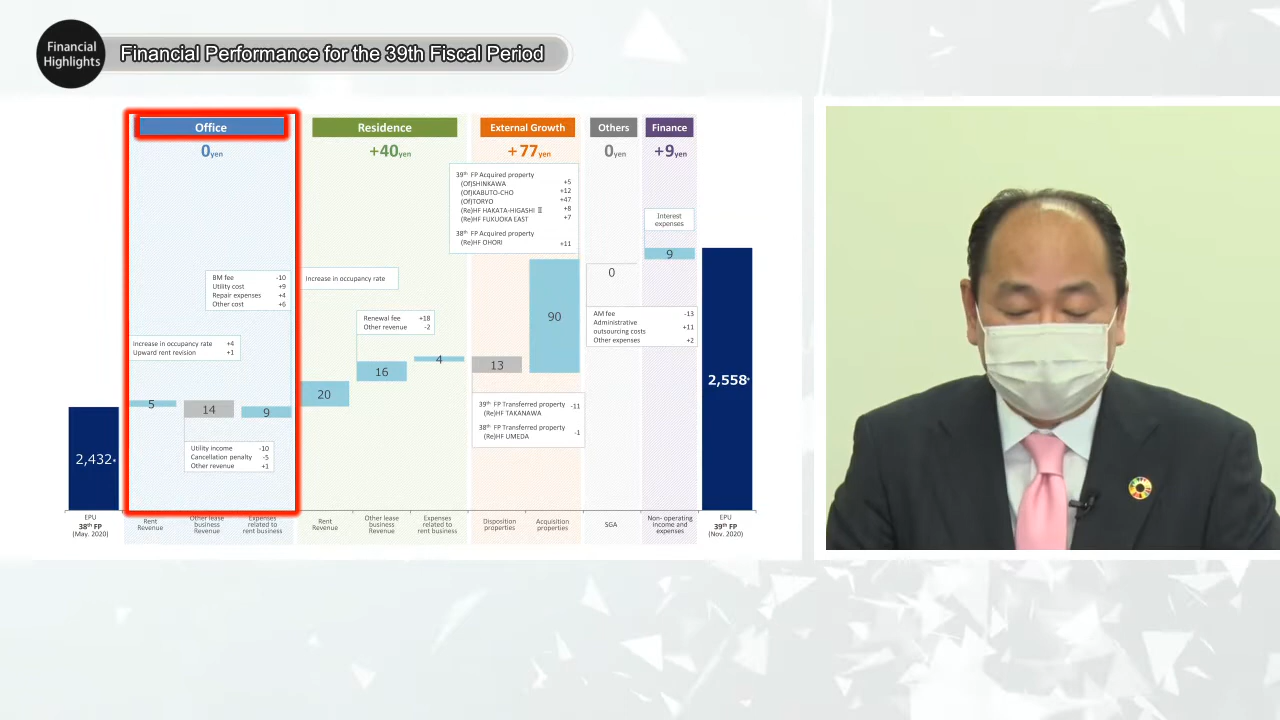 Financial
Highlights
Financial Performance for the 39th Fiscal Period
Office
0yen
Residence
+40yen
External Growth
+77yen
Others
0yen
Finance
+9yen
39th FP Acquired property
(Of)SHINKAWA +5
(Of)KABUTO-CHO +12
(Of)TORYO +47
(Re)HF HAKATA-HIGASHI Ⅱ +8
(Re)HF FUKUOKA EAST +7
38th FP Acquired property
(Re)HF OHORI +11
Interest
expenses
9
BM fee -10
Utility cost +9
Repair expenses +4
Other cost +6
Increase in occupancy rate
0
Renewal fee +18
Other revenue -2
90
AM fee -13
Administrative
outsourcing costs +11
Other expenses +2
Increase in occupancy rate +4
Upward rent revision +1
4
16
13
20
5
14
9
2,432
2,558
39th FP Transferred property -11
(Re)HF TAKANAWA
38th FP Transferred property -1
(Re)HF UMEDA
Utility income -10
Cancellation penalty -5
Other revenue +1
EPU
38th FP
(May. 2020)
Rent
Revenue
Other lease
business
Revenue
Expenses
related to
rent business
Rent
Revenue
Other lease
business
Revenue
Expenses
related to
rent business
Disposition
properties
Acquisition
properties
SGA
Non- operating
income and
expenses
EPU
39th FP
(Nov. 2020)